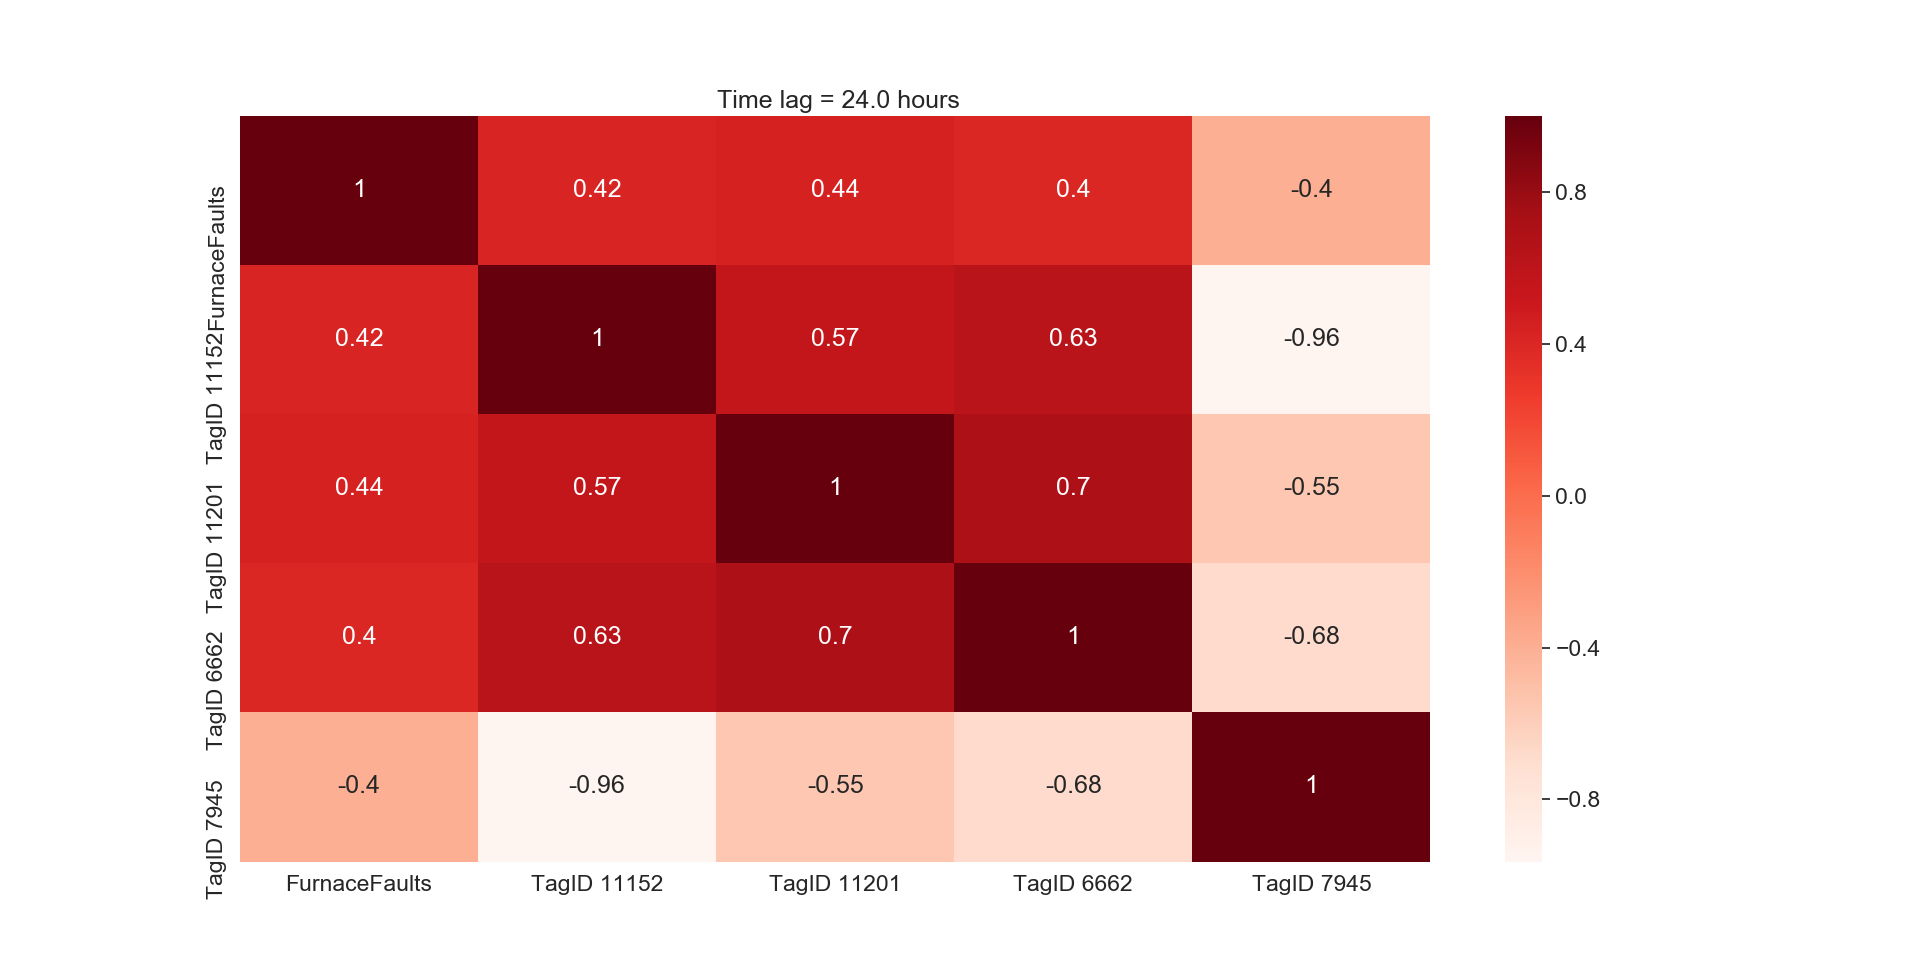 Time lag = 24.0 hours
FurnaceFaults
1 0.42 0.44 0.4 -0.4
TagID 11152
0.42 1 0.57 0.63 -0.96
TagID 11201
0.44 0.57 1 0.7 -0.55
TagID 6662
0.4 0.63 0.7 1 -0.68
TagID 7945
-0.4 -0.96 -0.55 -0.68 1
FurnaceFaults TagID 11152 TagID 11201 TagID 6662 TagID 7945
0.8
0.4
0.0
−0.4
−0.8